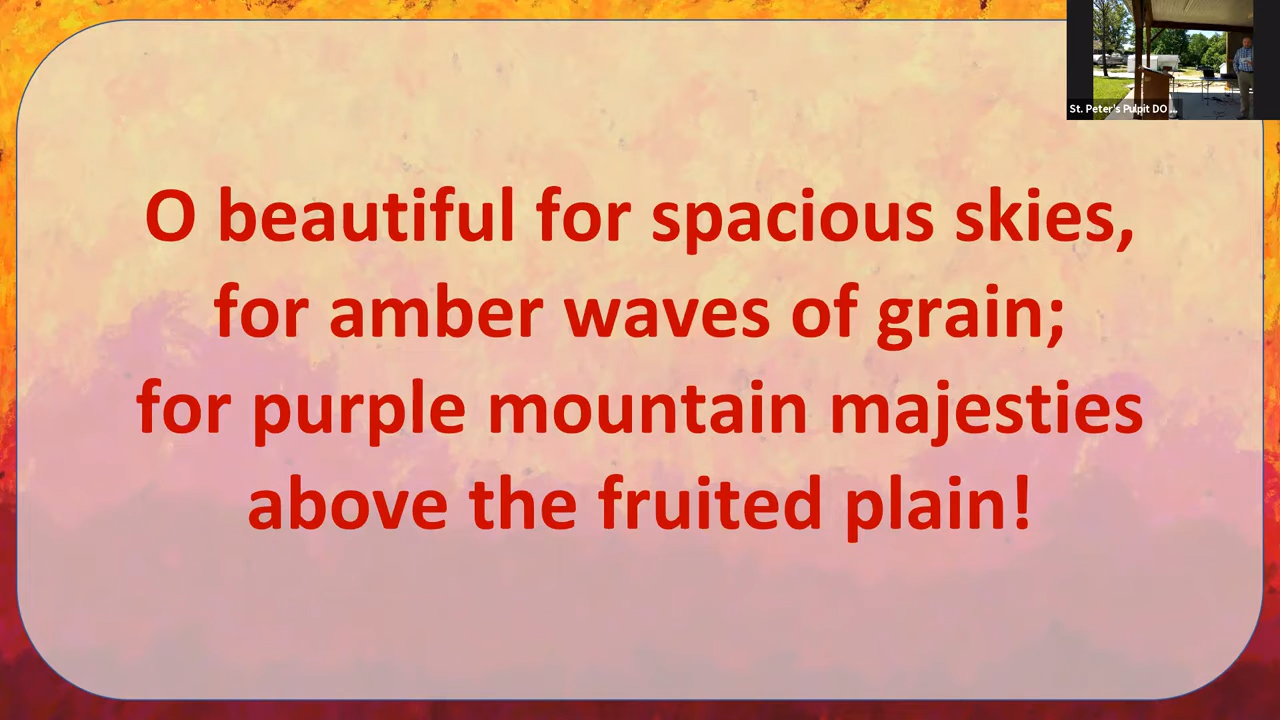 St. Peter's Pulpit DO ...
O beautiful for spacious skies,
for amber waves of grain;
for purple mountain majesties
above the fruited plain!